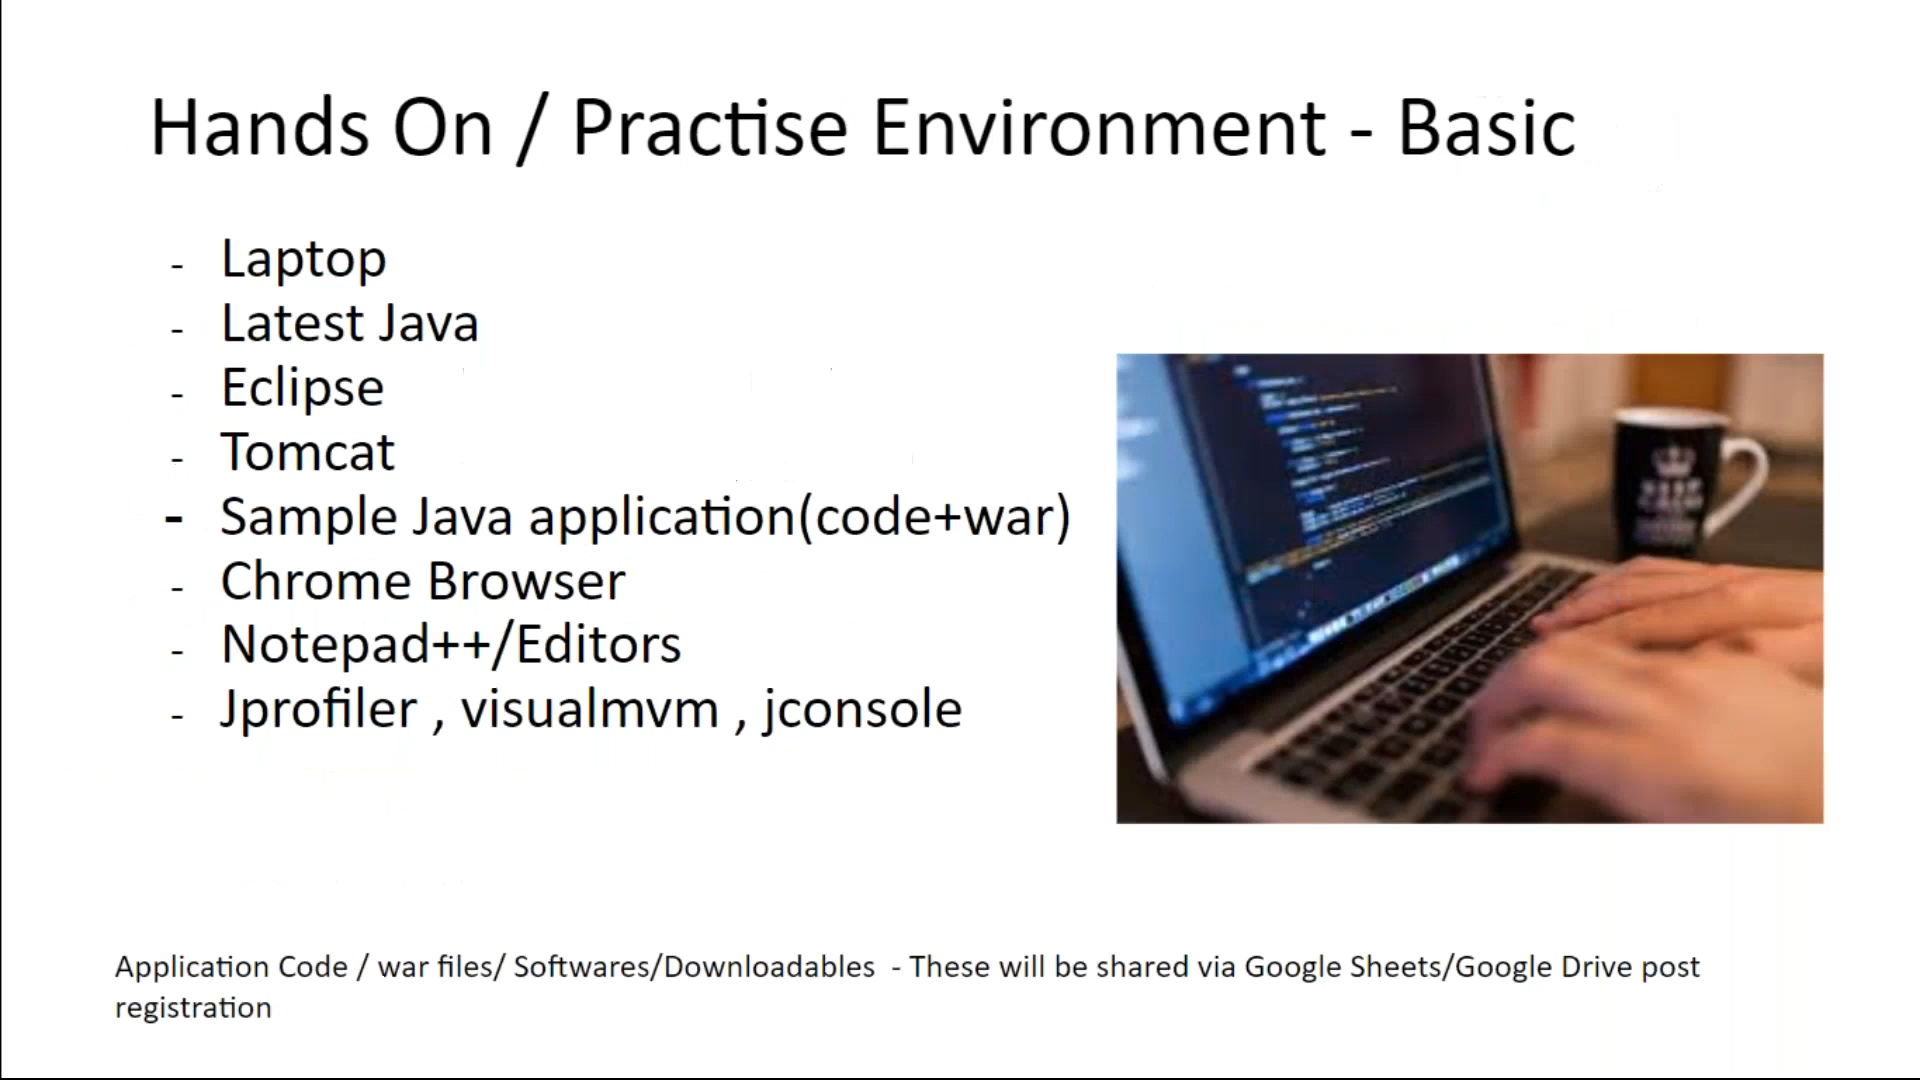 Hands On / Practise Environment - Basic
- Laptop
- Latest Java
- Eclipse
- Tomcat
- Sample Java application(code+war)
- Chrome Browser
- Notepad++/Editors
- Jprofiler , visualmvm , jconsole
Application Code / war files/ Softwares/Downloadables - These will be shared via Google Sheets/Google Drive post
registration